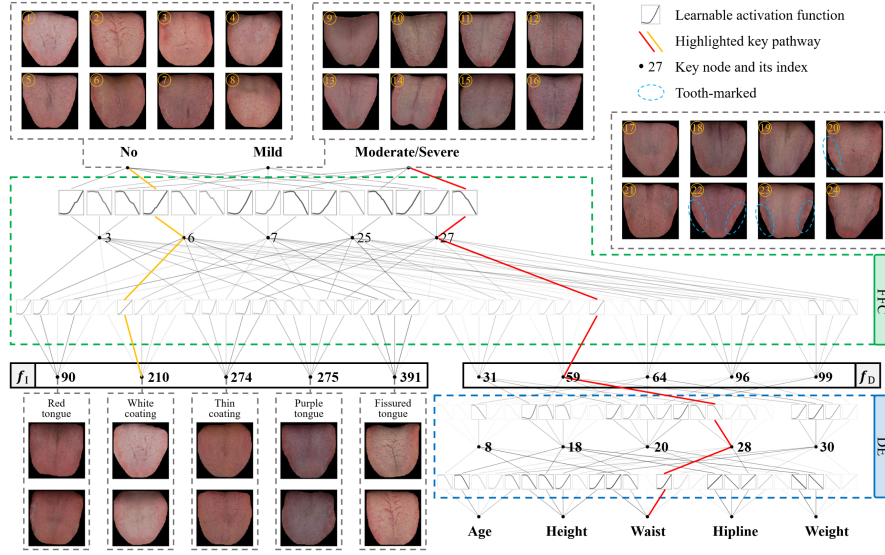 1 2 3 4
5 6 7 8
9 10 11 12
13 14 15 16
Learnable activation function
Highlighted key pathway
27 Key node and its index
Tooth-marked
17 18 19 20
21 22 23 24
No Mild Moderate/Severe
3 6 7 25 27
FFC
f_I 90 210 274 275 391
31 59 64 96 99 f_D
Red
tongue
White
coating
Thin
coating
Purple
tongue
Fissured
tongue
8 18 20 28 30
DE
Age Height Waist Hipline Weight